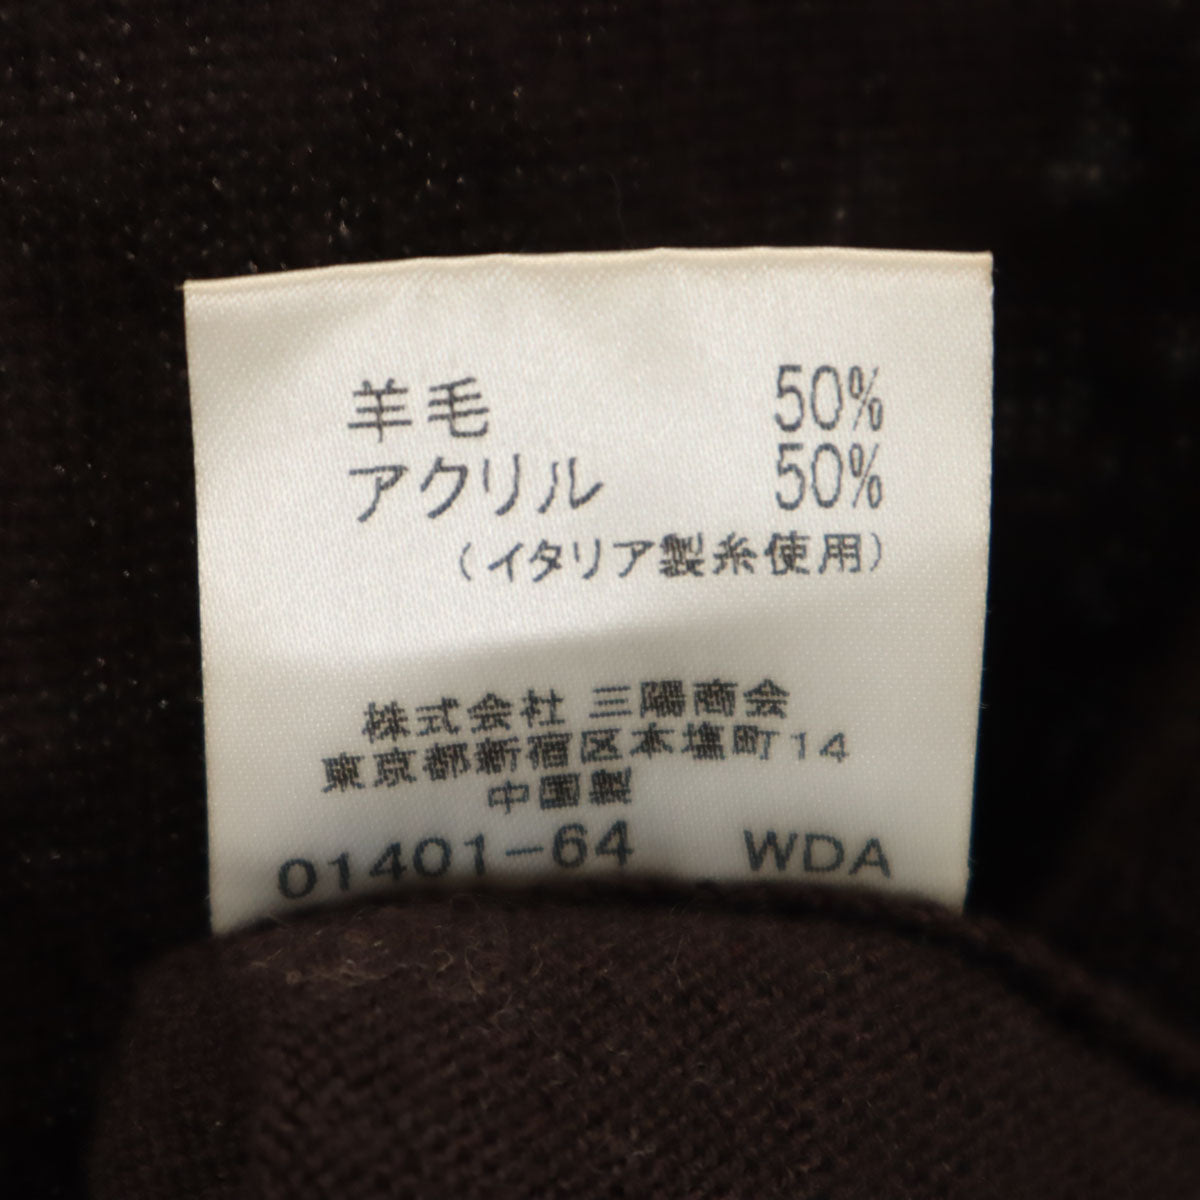 羊毛 50%
アクリル 50%
(イタリア製糸使用)
株式会社 三陽商会
東京都新宿区本塩町14
中国製
01401-64 WDA